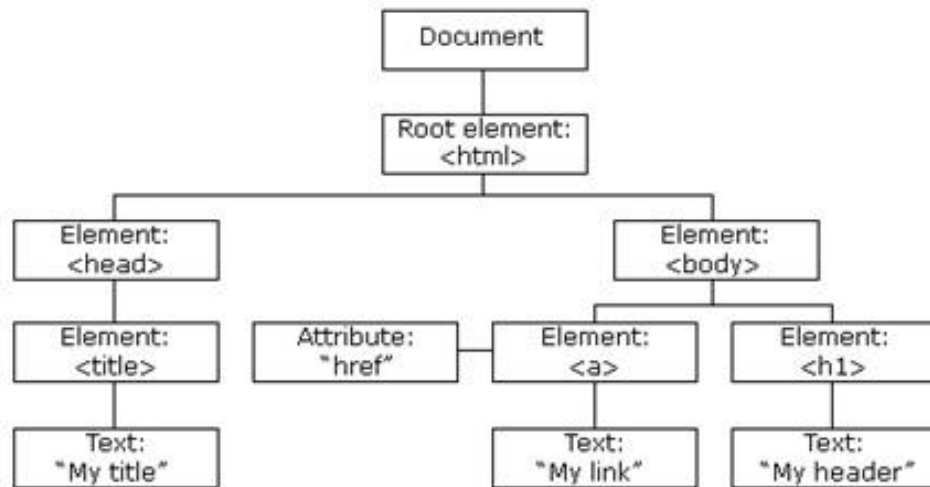 Document
Root element:
<html>
Element:
<head>
Element:
<body>
Element:
<title>
Attribute:
“href”
Element:
<a>
Element:
<h1>
Text:
“My title”
Text:
“My link”
Text:
“My header”